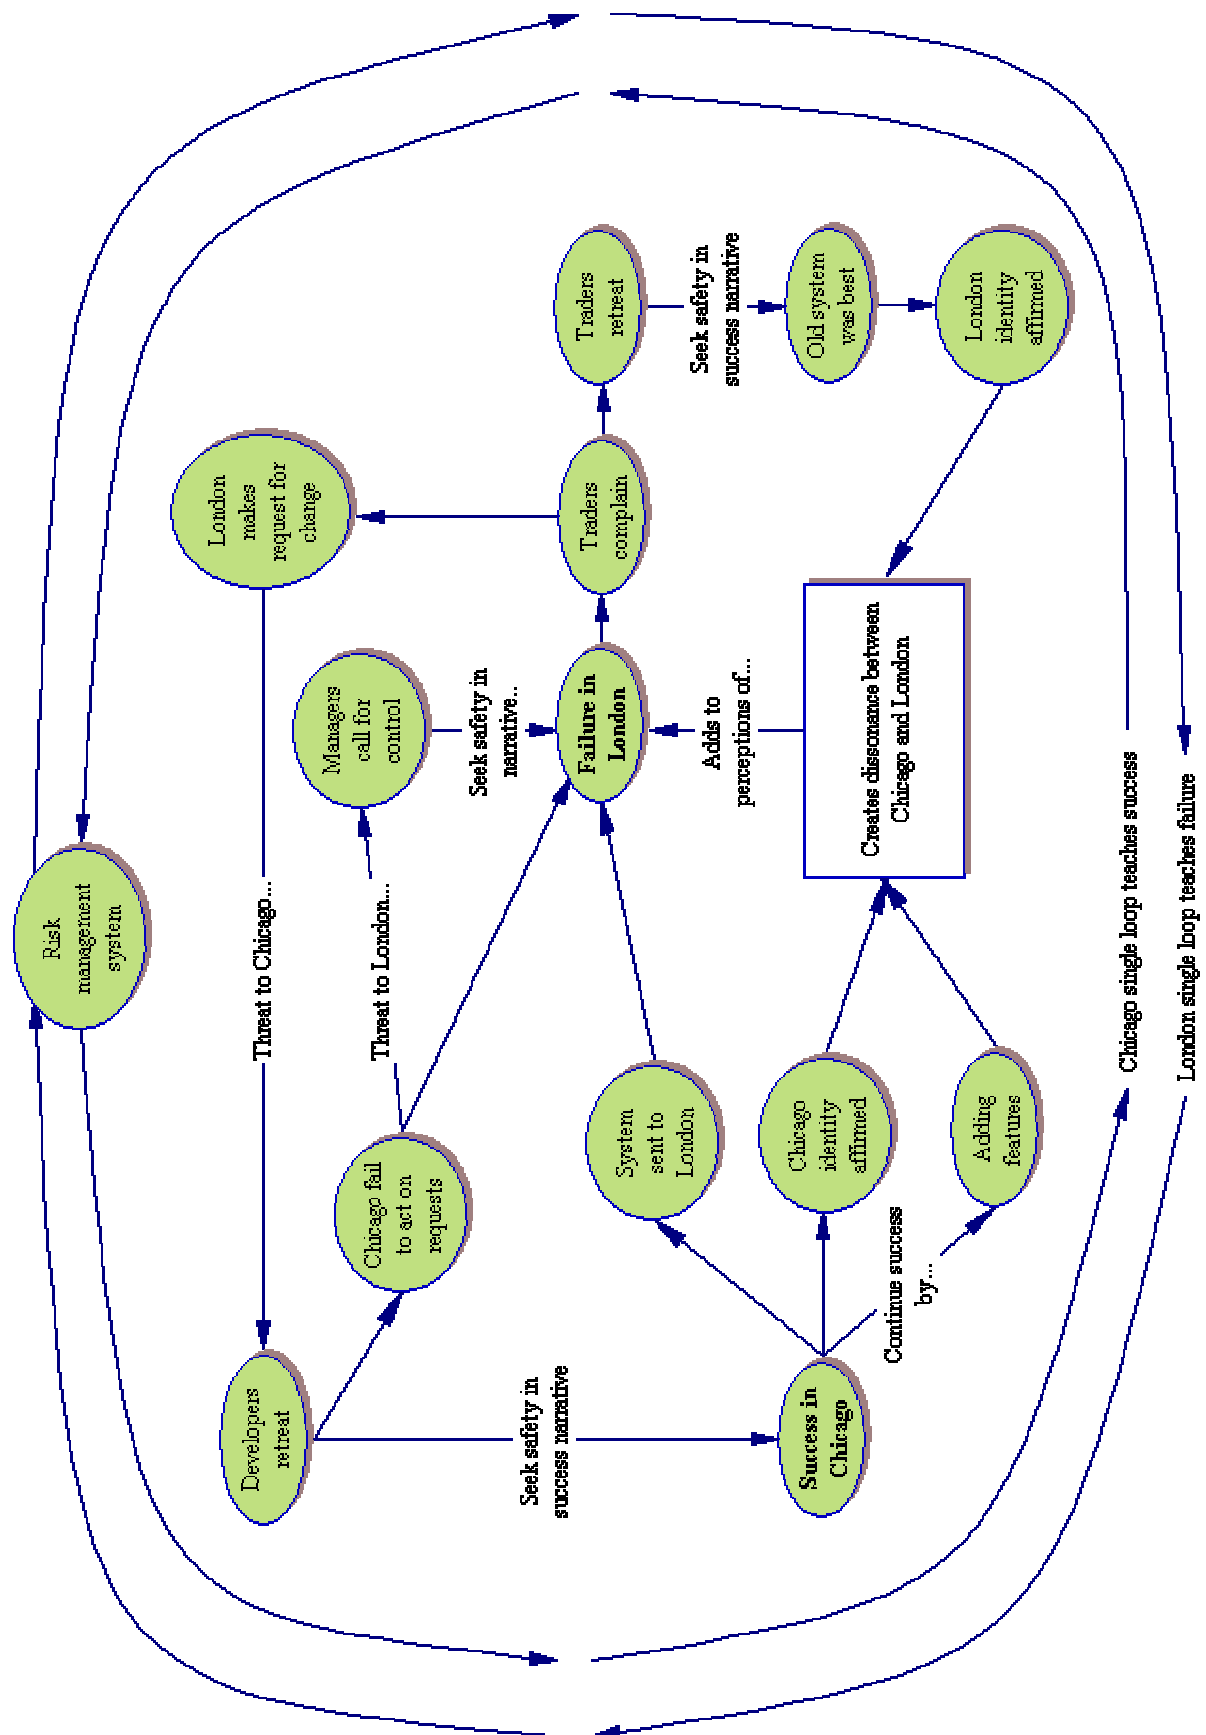 Risk
management
system
London
makes
request for
change
Threat to Chicago...
Developers
retreat
Managers
call for
control
Threat to London...
Chicago fail
to act on
requests
Seek safety in
narrative..
Seek safety in
success narrative
Traders
retreat
Traders
complain
Failure in
London
System
sent to
London
Seek safety in
success narrative
Adds to
perceptions of...
Old system
was best
London
identity
affirmed
Creates dissonance between
Chicago and London
Chicago
identity
affirmed
Adding
features
Success in
Chicago
Continue success
by...
Chicago single loop teaches success
London single loop teaches failure